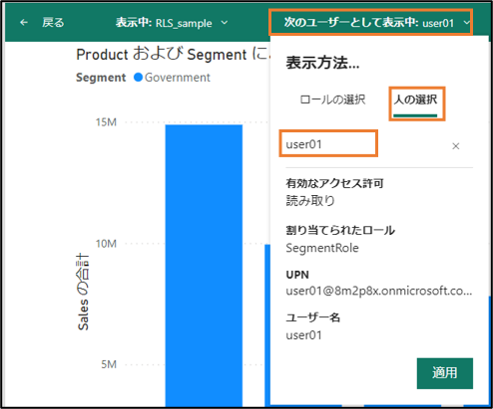 ← 戻る
表示中: RLS_sample
次のユーザーとして表示中: user01
Product および Segment に
Segment Government
15M
10M
5M
Sales の合計
表示方法...
ロールの選択
人の選択
user01
有効なアクセス許可
読み取り
割り当てられたロール
SegmentRole
UPN
user01@8m2p8x.onmicrosoft.co...
ユーザー名
user01
適用